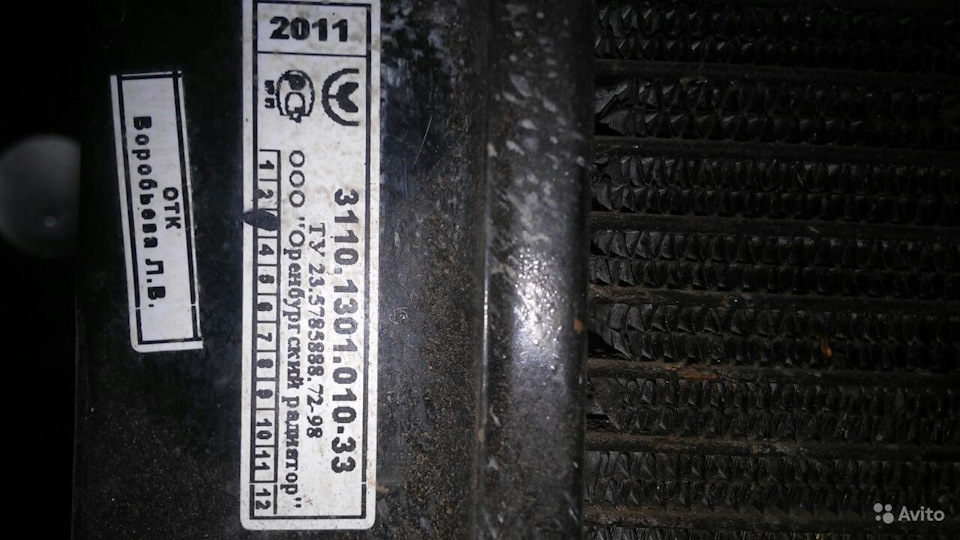 2011
РСТ
3110.1301.010-33
ТУ 23.5785888.72-98
ООО "Оренбургский радиатор"
1 2 4 5 6 7 8 9 10 11 12
ОТК
Воробьева Л.В.
Avito